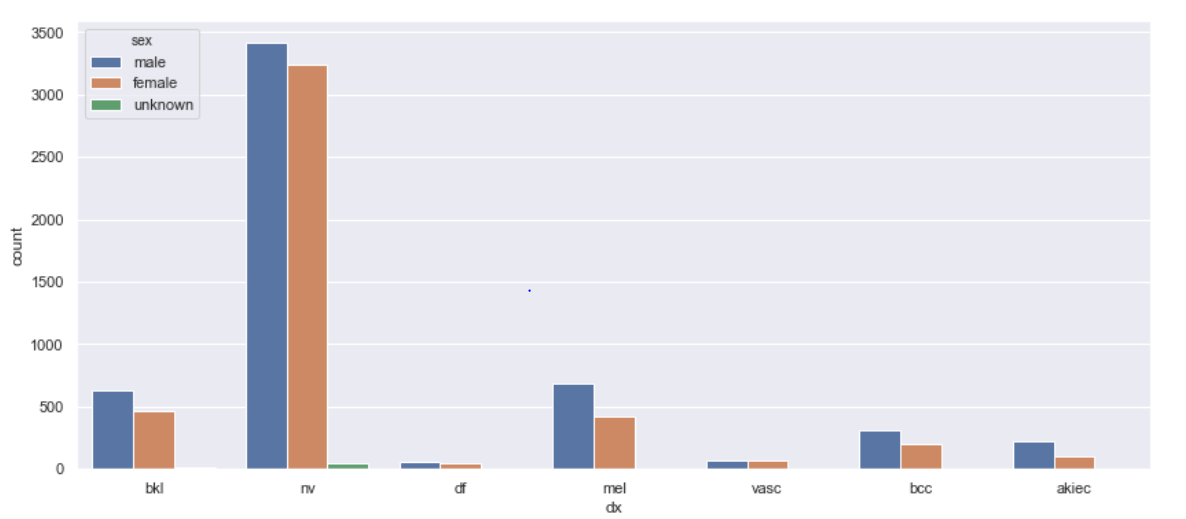 3500
sex
male
female
unknown
3000
2500
2000
1500
1000
500
0
count
bkl nv df mel vasc bcc akiec
dx